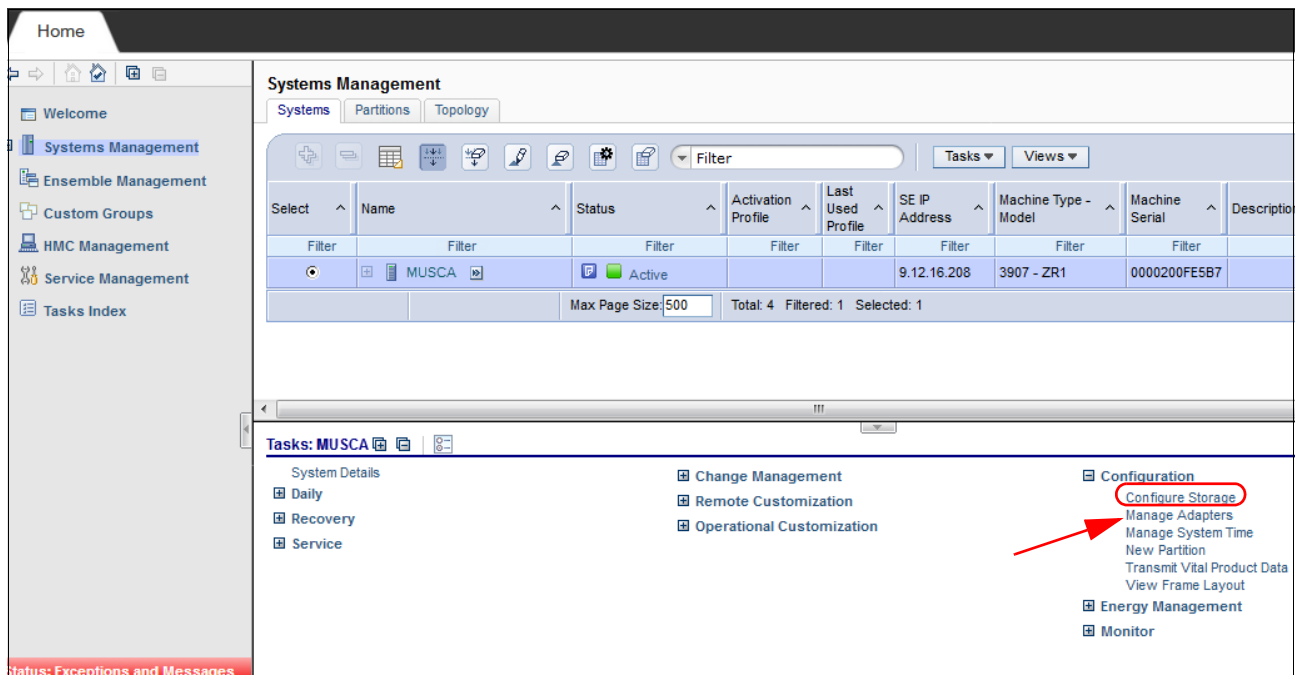 Home
Systems Management
Systems Partitions Topology
Welcome
Systems Management
Ensemble Management
Custom Groups
HMC Management
Service Management
Tasks Index
Filter Tasks Views
Select Name Status Activation Profile Last Used Profile SE IP Address Machine Type - Model Machine Serial Description
Filter Filter Filter Filter Filter Filter Filter Filter
MUSCA Active 9.12.16.208 3907 - ZR1 0000200FE5B7
Max Page Size: 500 Total: 4 Filtered: 1 Selected: 1
Tasks: MUSCA
System Details
Daily
Recovery
Service
Change Management
Remote Customization
Operational Customization
Configuration
Configure Storage
Manage Adapters
Manage System Time
New Partition
Transmit Vital Product Data
View Frame Layout
Energy Management
Monitor
Status: Exceptions and Messages